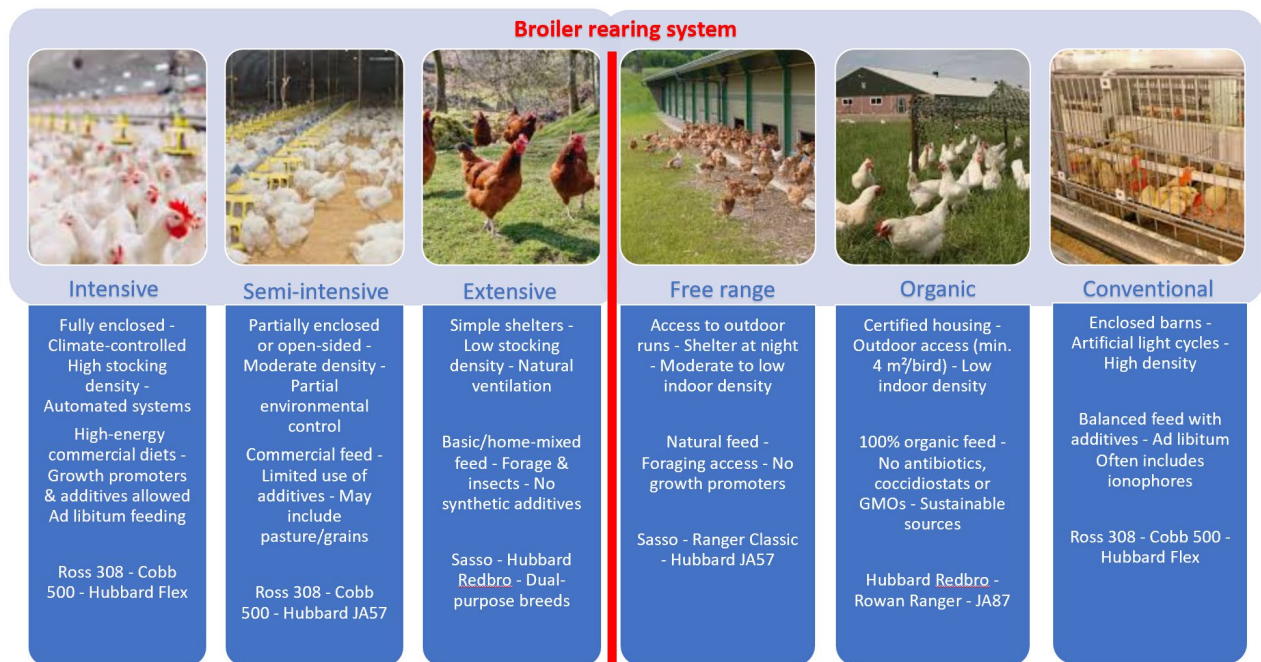 Broiler rearing system
Intensive
Fully enclosed -
Climate-controlled
High stocking
density -
Automated systems
High-energy
commercial diets -
Growth promoters
& additives allowed
Ad libitum feeding
Ross 308 - Cobb
500 - Hubbard Flex
Semi-intensive
Partially enclosed
or open-sided -
Moderate density -
Partial
environmental
control
Commercial feed -
Limited use of
additives - May
include
pasture/grains
Ross 308 - Cobb
500 - Hubbard JA57
Extensive
Simple shelters -
Low stocking
density - Natural
ventilation
Basic/home-mixed
feed - Forage &
insects - No
synthetic additives
Sasso - Hubbard
Redbro - Dual-
purpose breeds
Free range
Access to outdoor
runs - Shelter at night
- Moderate to low
indoor density
Natural feed -
Foraging access - No
growth promoters
Sasso - Ranger Classic
- Hubbard JA57
Organic
Certified housing -
Outdoor access (min.
4 m²/bird) - Low
indoor density
100% organic feed -
No antibiotics,
coccidiostats or
GMOs - Sustainable
sources
Hubbard Redbro -
Rowan Ranger - JA87
Conventional
Enclosed barns -
Artificial light cycles -
High density
Balanced feed with
additives - Ad libitum
Often includes
ionophores
Ross 308 - Cobb 500 -
Hubbard Flex